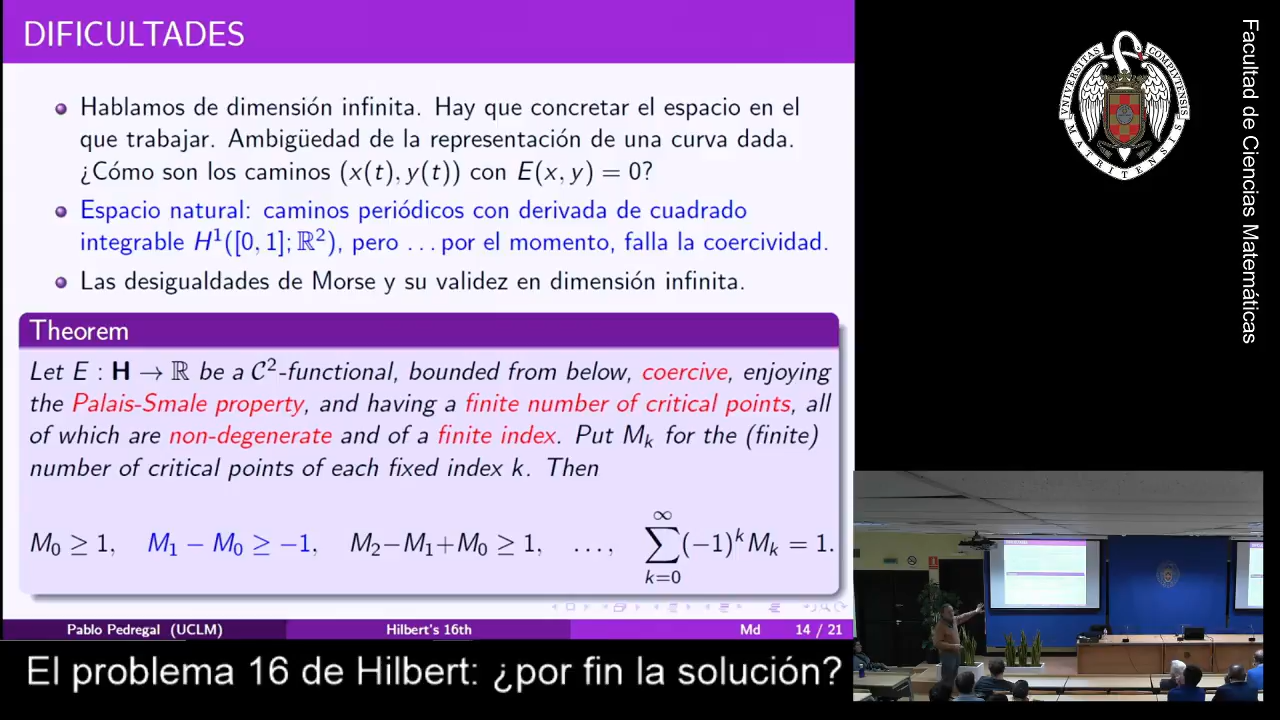 DIFICULTADES
Hablamos de dimensión infinita. Hay que concretar el espacio en el
que trabajar. Ambigüedad de la representación de una curva dada.
¿Cómo son los caminos (x(t), y(t)) con E(x, y) = 0?
Espacio natural: caminos periódicos con derivada de cuadrado
integrable H¹([0, 1]; ℝ²), pero ... por el momento, falla la coercividad.
Las desigualdades de Morse y su validez en dimensión infinita.
Theorem
Let E : H → ℝ be a C²-functional, bounded from below, coercive, enjoying
the Palais-Smale property, and having a finite number of critical points, all
of which are non-degenerate and of a finite index. Put Mₖ for the (finite)
number of critical points of each fixed index k. Then
M₀ ≥ 1, M₁ − M₀ ≥ −1, M₂−M₁+M₀ ≥ 1, ..., ∑_{k=0}^{∞} (−1)ᵏMₖ = 1.
Pablo Pedregal (UCLM) Hilbert's 16th Md 14 / 21
El problema 16 de Hilbert: ¿por fin la solución?
UNIVERSITAS COMPLUTENSIS
MATRITENSIS
Facultad de Ciencias Matemáticas